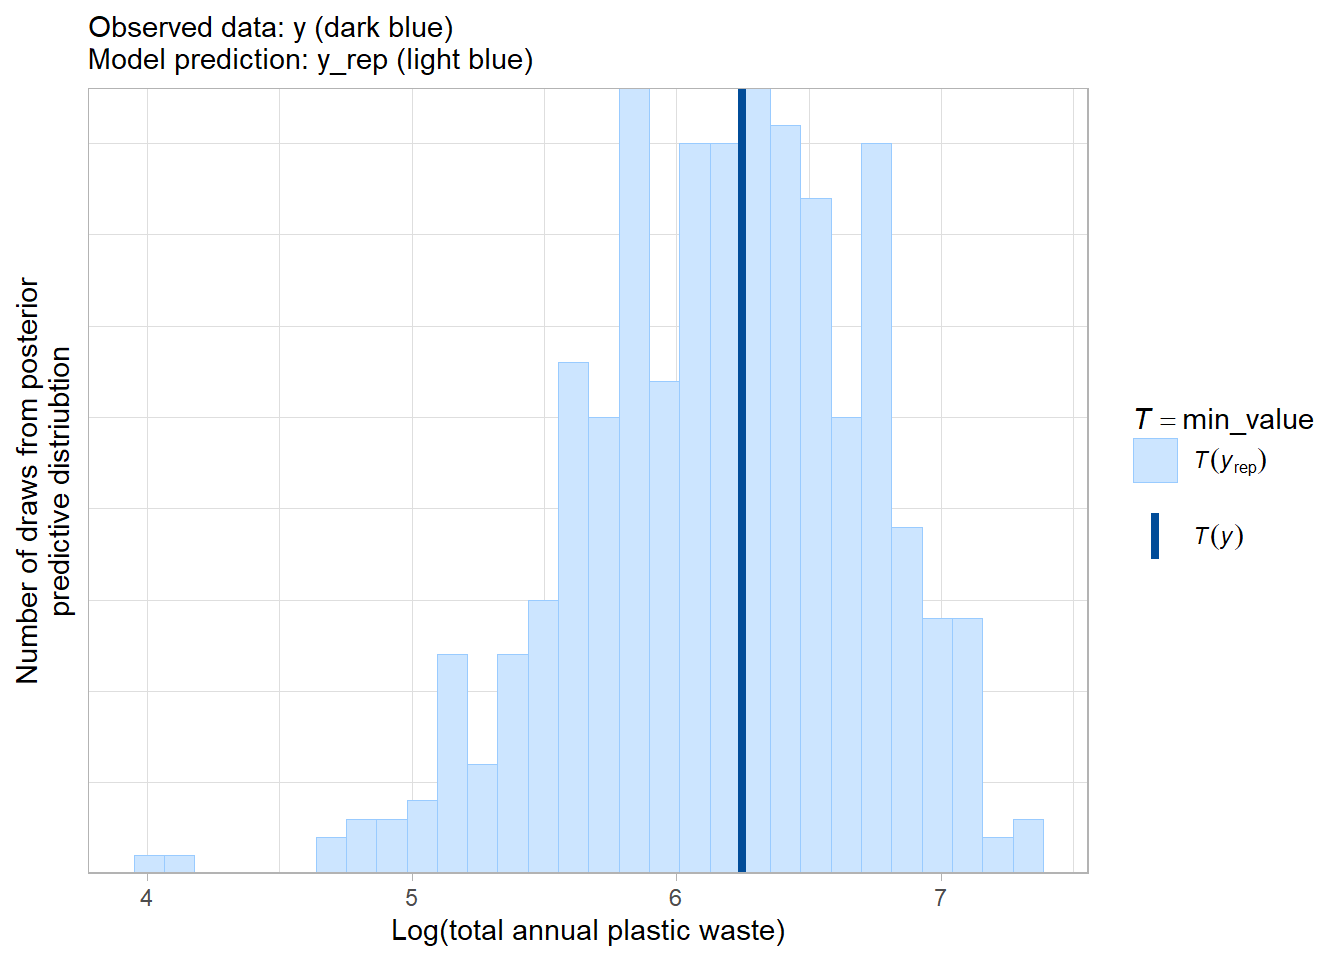 Observed data: y (dark blue)
Model prediction: y_rep (light blue)
Number of draws from posterior
predictive distriubtion
4 5 6 7
Log(total annual plastic waste)
T = min_value
T(y_rep)
T(y)